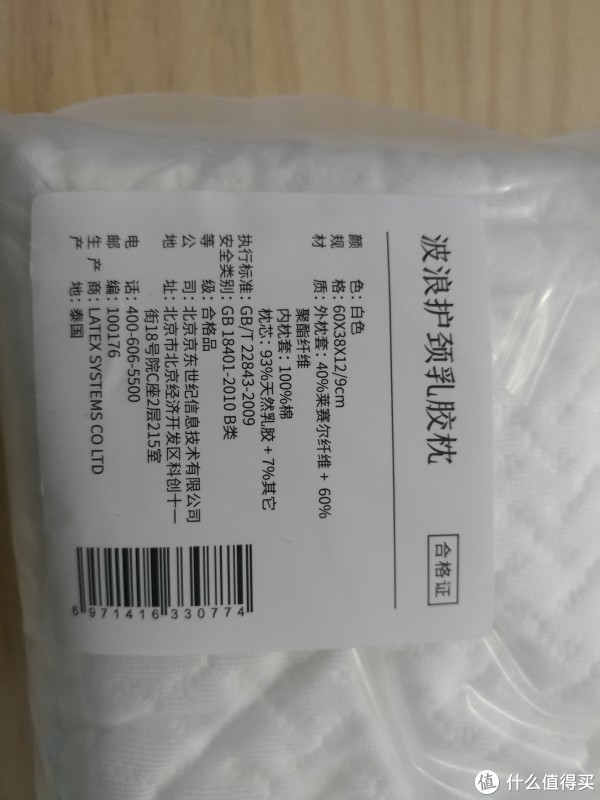 波浪护颈乳胶枕
合格证
颜 色：白色
规 格：60X38X12/9cm
材 质：外枕套：40%莱赛尔纤维 + 60%
聚酯纤维
内枕套：100%棉
枕芯：93%天然乳胶 + 7%其它
执行标准：GB/T 22843-2009
安全类别：GB 18401-2010 B类
等 级：合格品
公 司：北京京东世纪信息技术有限公司
地 址：北京市北京经济开发区科创十一
街18号院C座2层215室
电 话：400-606-5500
邮 编：100176
生 产 商：LATEX SYSTEMS CO LTD
产 地：泰国
6 971416 330774
值 什么值得买